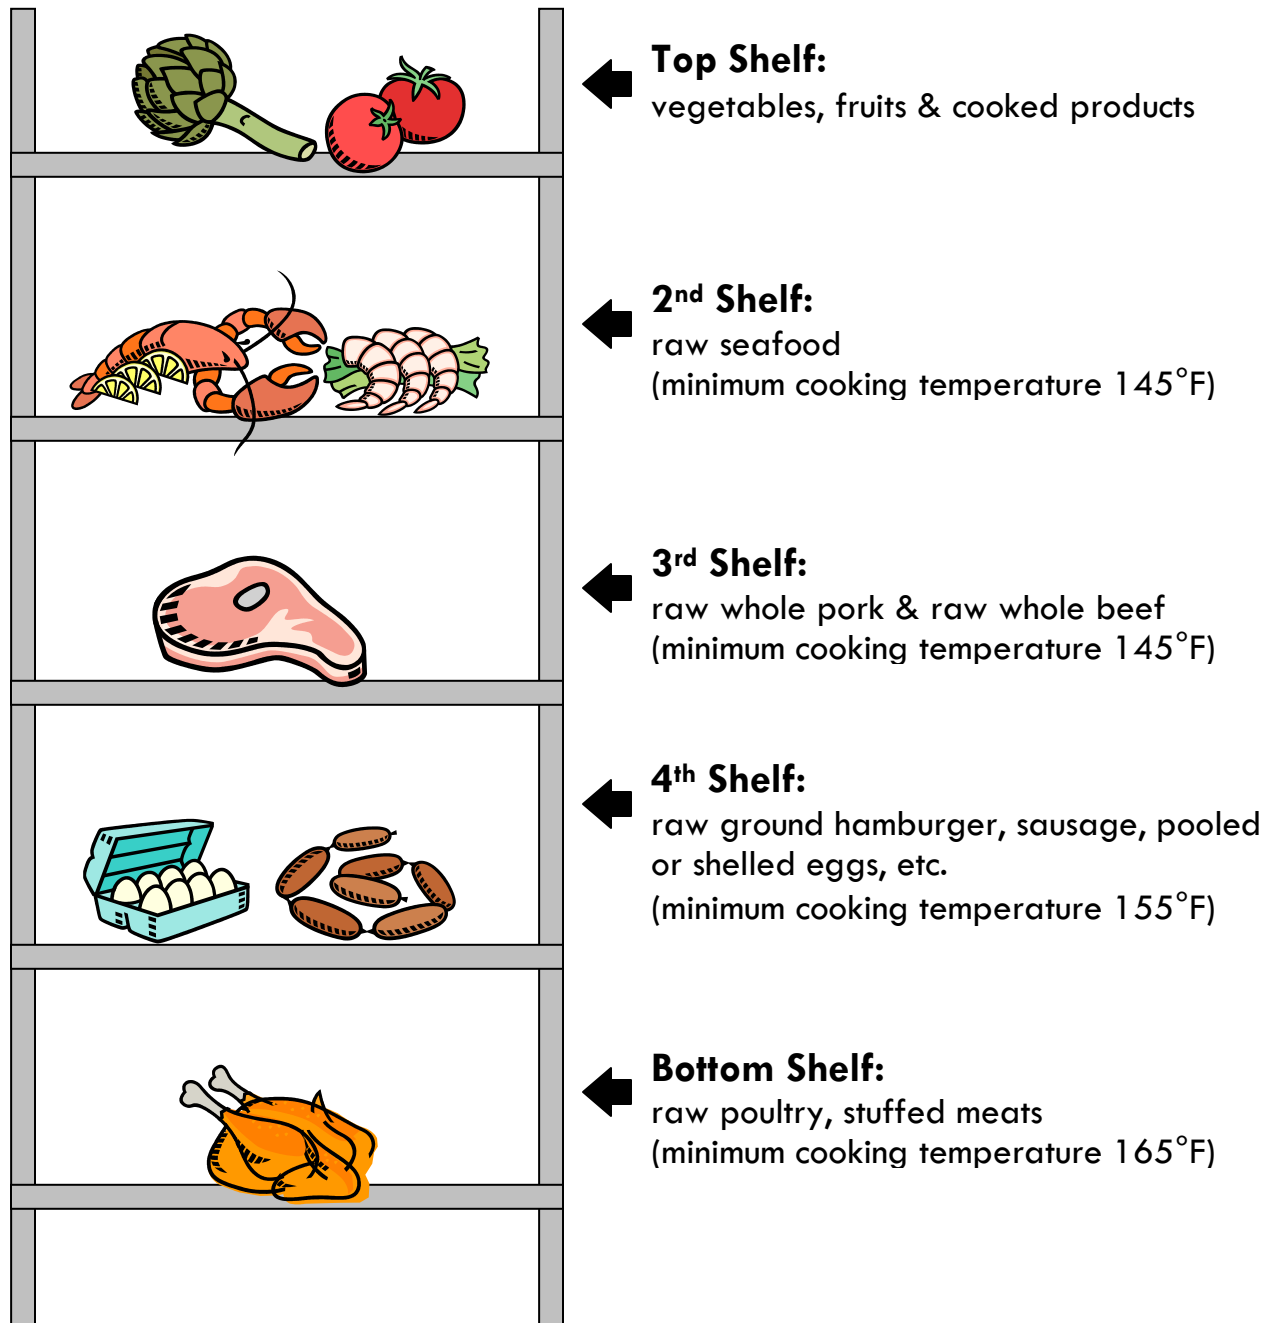 Top Shelf:
vegetables, fruits & cooked products
2nd Shelf:
raw seafood
(minimum cooking temperature 145°F)
3rd Shelf:
raw whole pork & raw whole beef
(minimum cooking temperature 145°F)
4th Shelf:
raw ground hamburger, sausage, pooled
or shelled eggs, etc.
(minimum cooking temperature 155°F)
Bottom Shelf:
raw poultry, stuffed meats
(minimum cooking temperature 165°F)